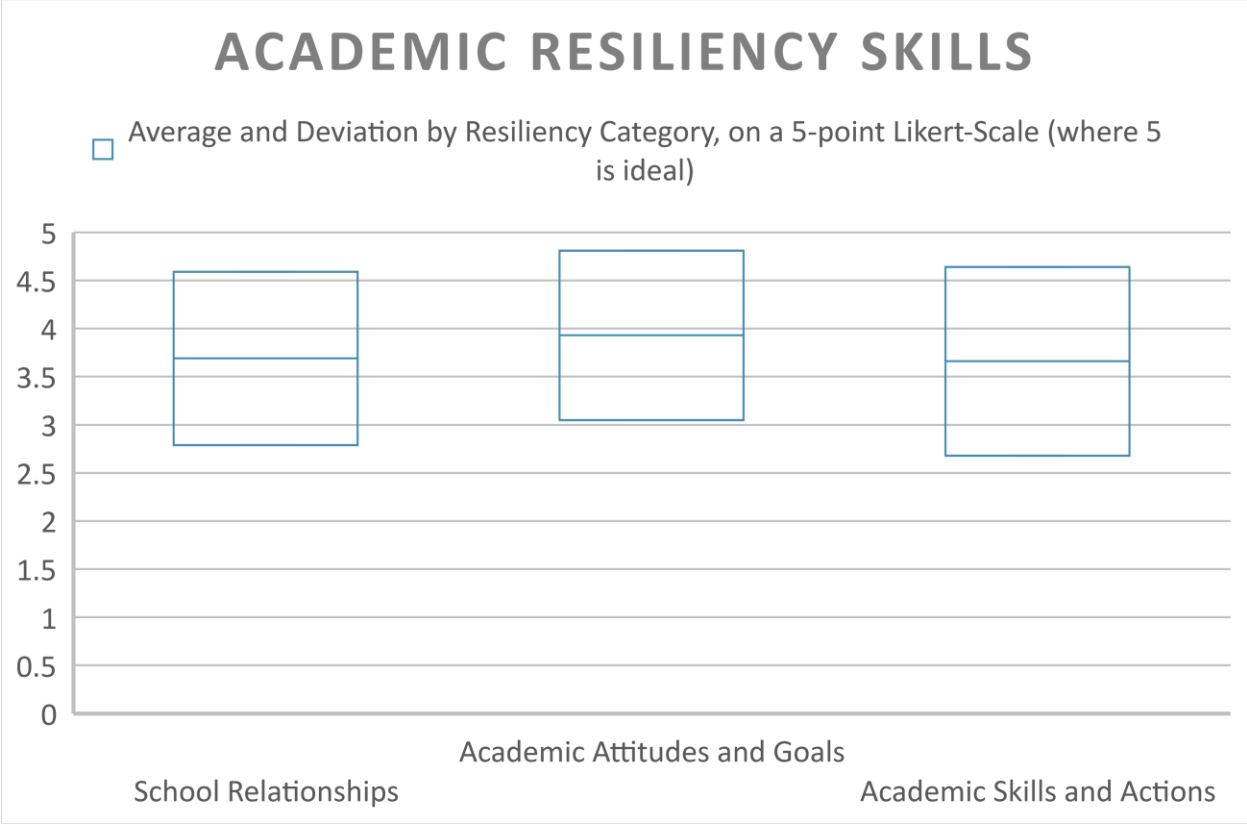 ACADEMIC RESILIENCY SKILLS
Average and Deviation by Resiliency Category, on a 5-point Likert-Scale (where 5
is ideal)
5
4.5
4
3.5
3
2.5
2
1.5
1
0.5
0
Academic Attitudes and Goals
School Relationships
Academic Skills and Actions